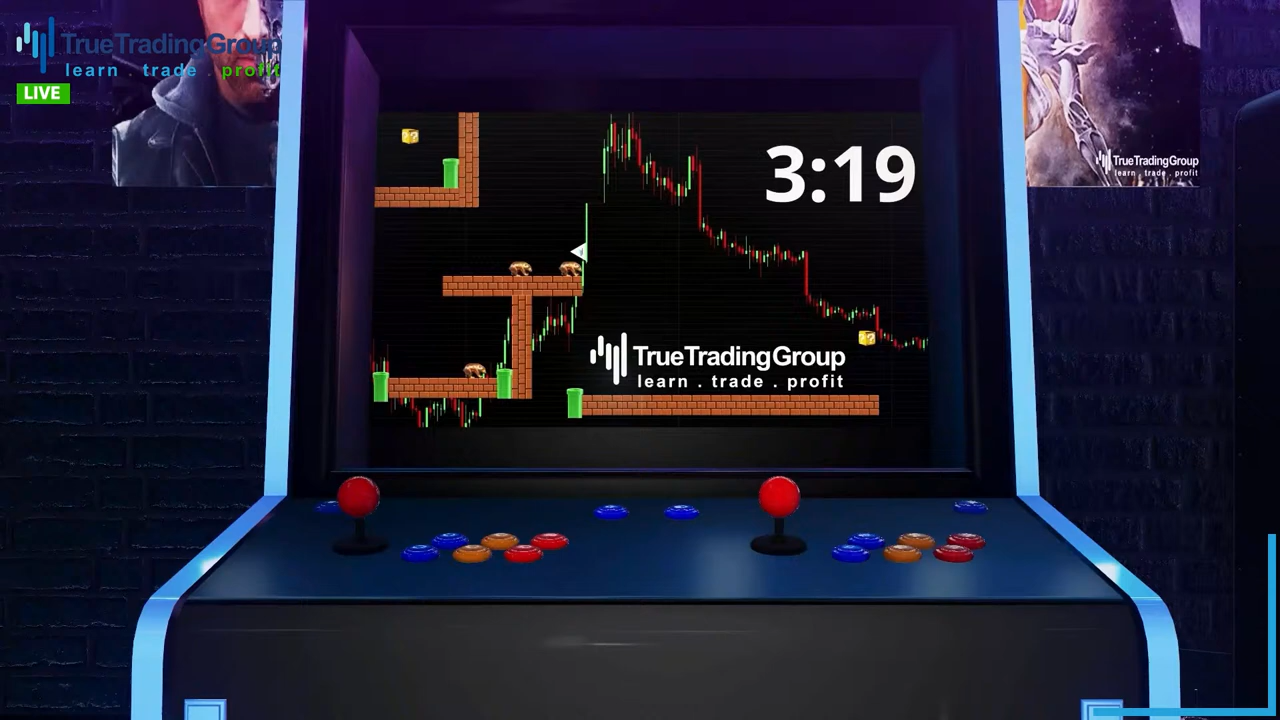 TrueTradingGroup
learn . trade . profit
LIVE
3:19
TrueTradingGroup
learn . trade . profit
TrueTradingGroup
learn . trade . profit